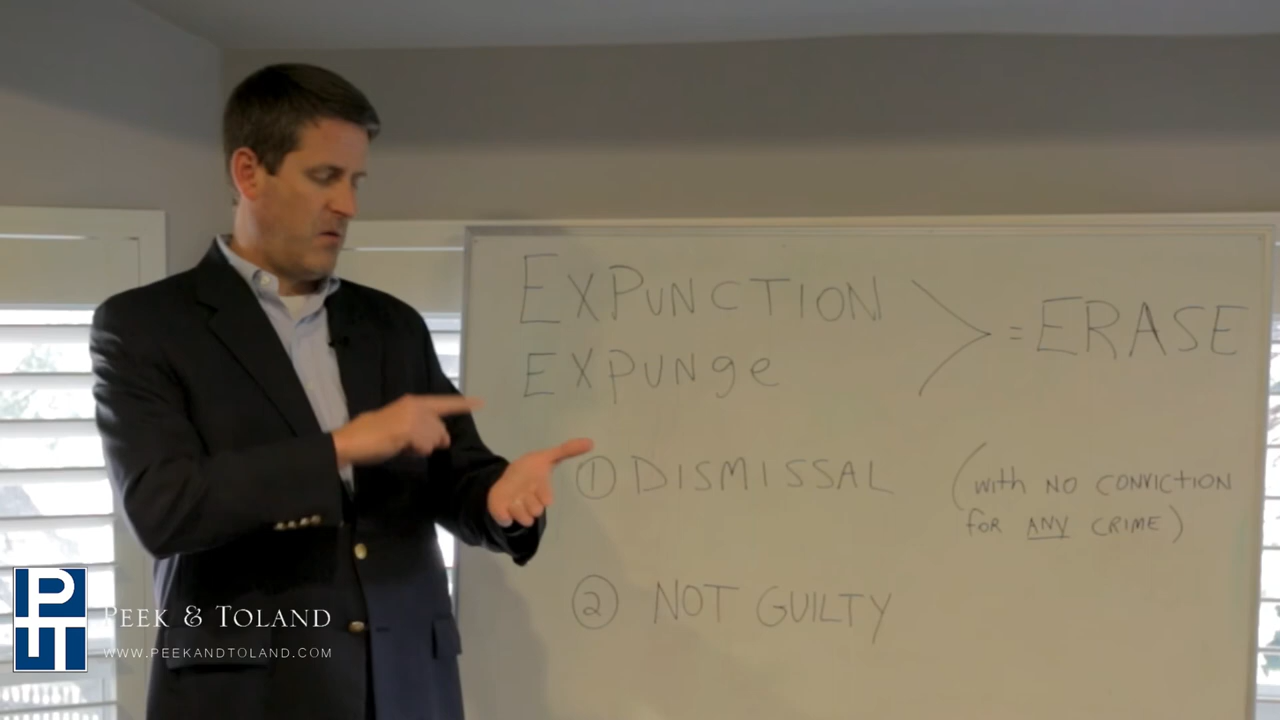 EXPUNCTION
EXPUNge
= ERASE
① DISMISSAL (with NO CONVICTION
for ANY CRIME)
② NOT GUILTY
PT
PEEK & TOLAND
WWW.PEEKANDTOLAND.COM